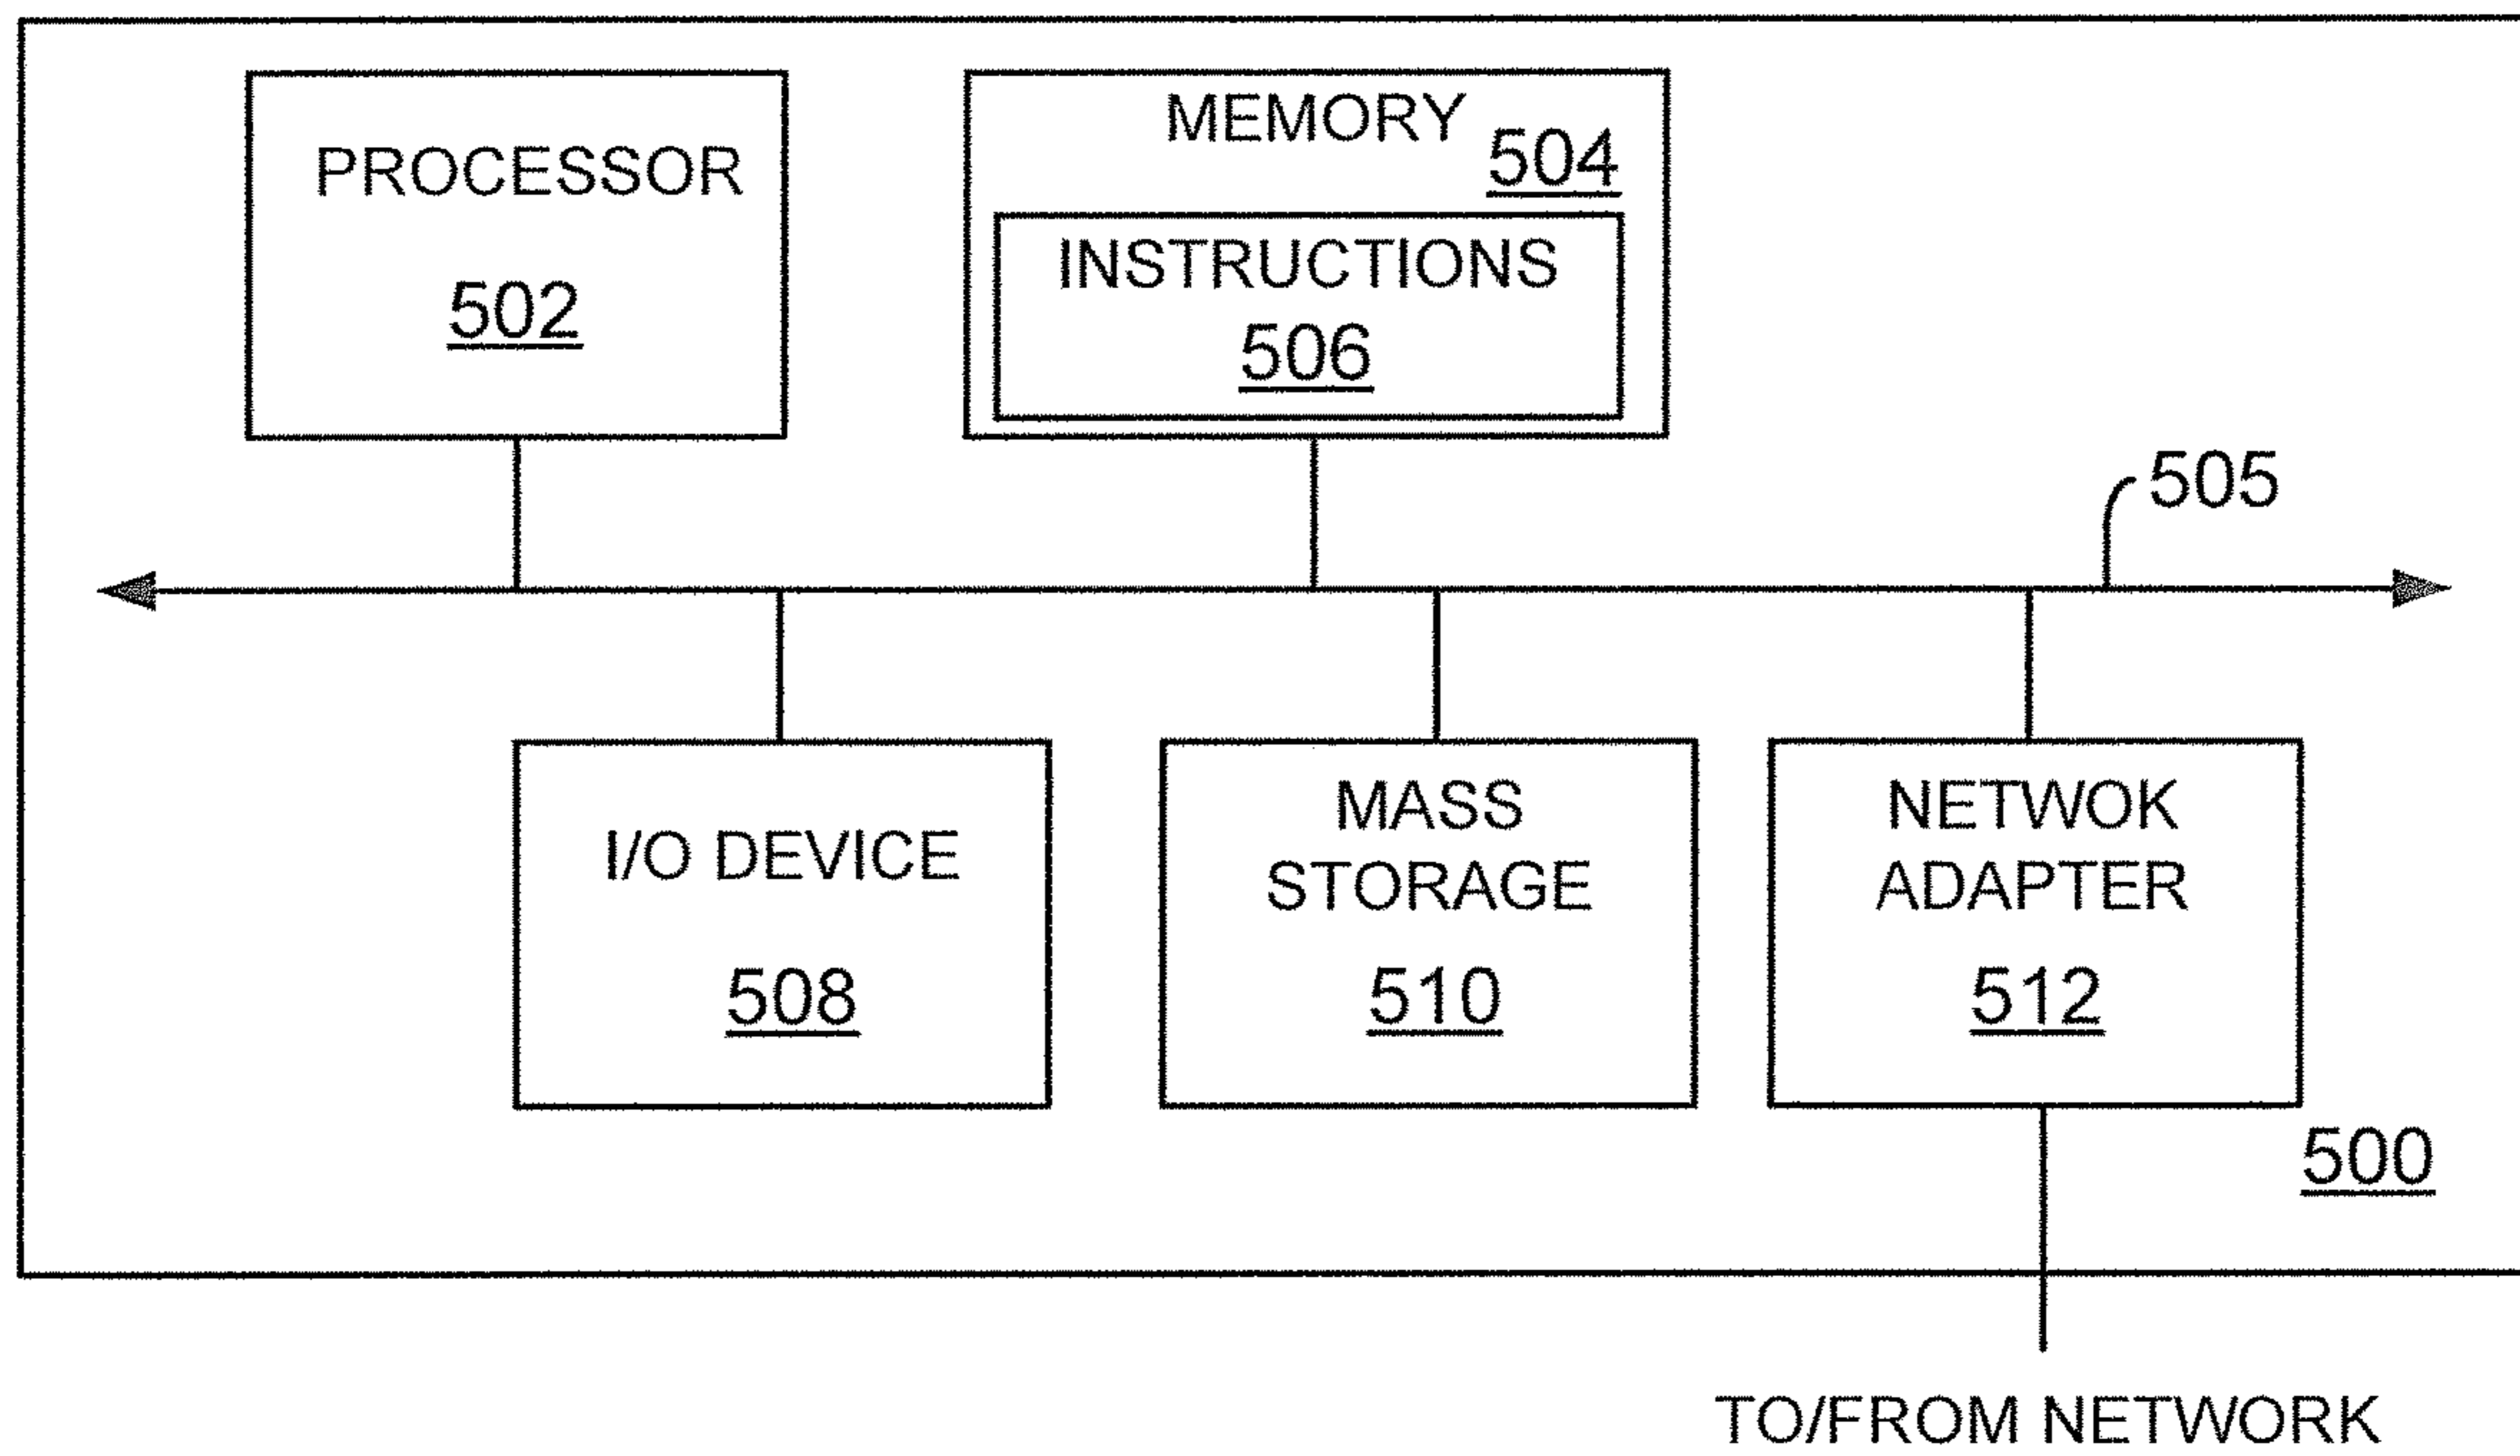 PROCESSOR
502
MEMORY
504
INSTRUCTIONS
506
505
I/O DEVICE
508
MASS
STORAGE
510
NETWOK
ADAPTER
512
500
TO/FROM NETWORK